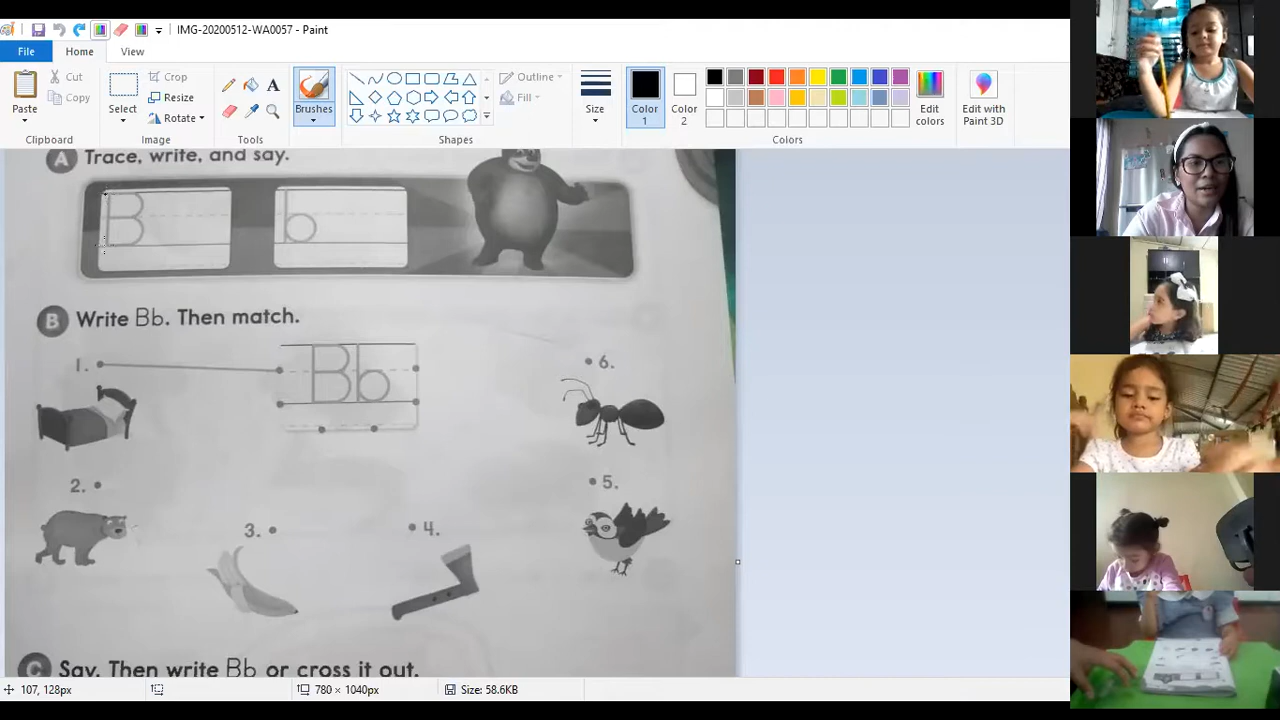 IMG-20200512-WA0057 - Paint
File Home View
Paste
Cut
Copy
Clipboard
Select
Crop
Resize
Rotate
Image
A
Tools
Brushes
Shapes
Outline
Fill
Size
Color 1
Color 2
Edit colors
Colors
Edit with Paint 3D
A Trace, write, and say.
B b
B Write Bb. Then match.
1. Bb 6.
2. 5.
3. 4.
C Say. Then write Bb or cross it out.
107, 128px 780 × 1040px Size: 58.6KB